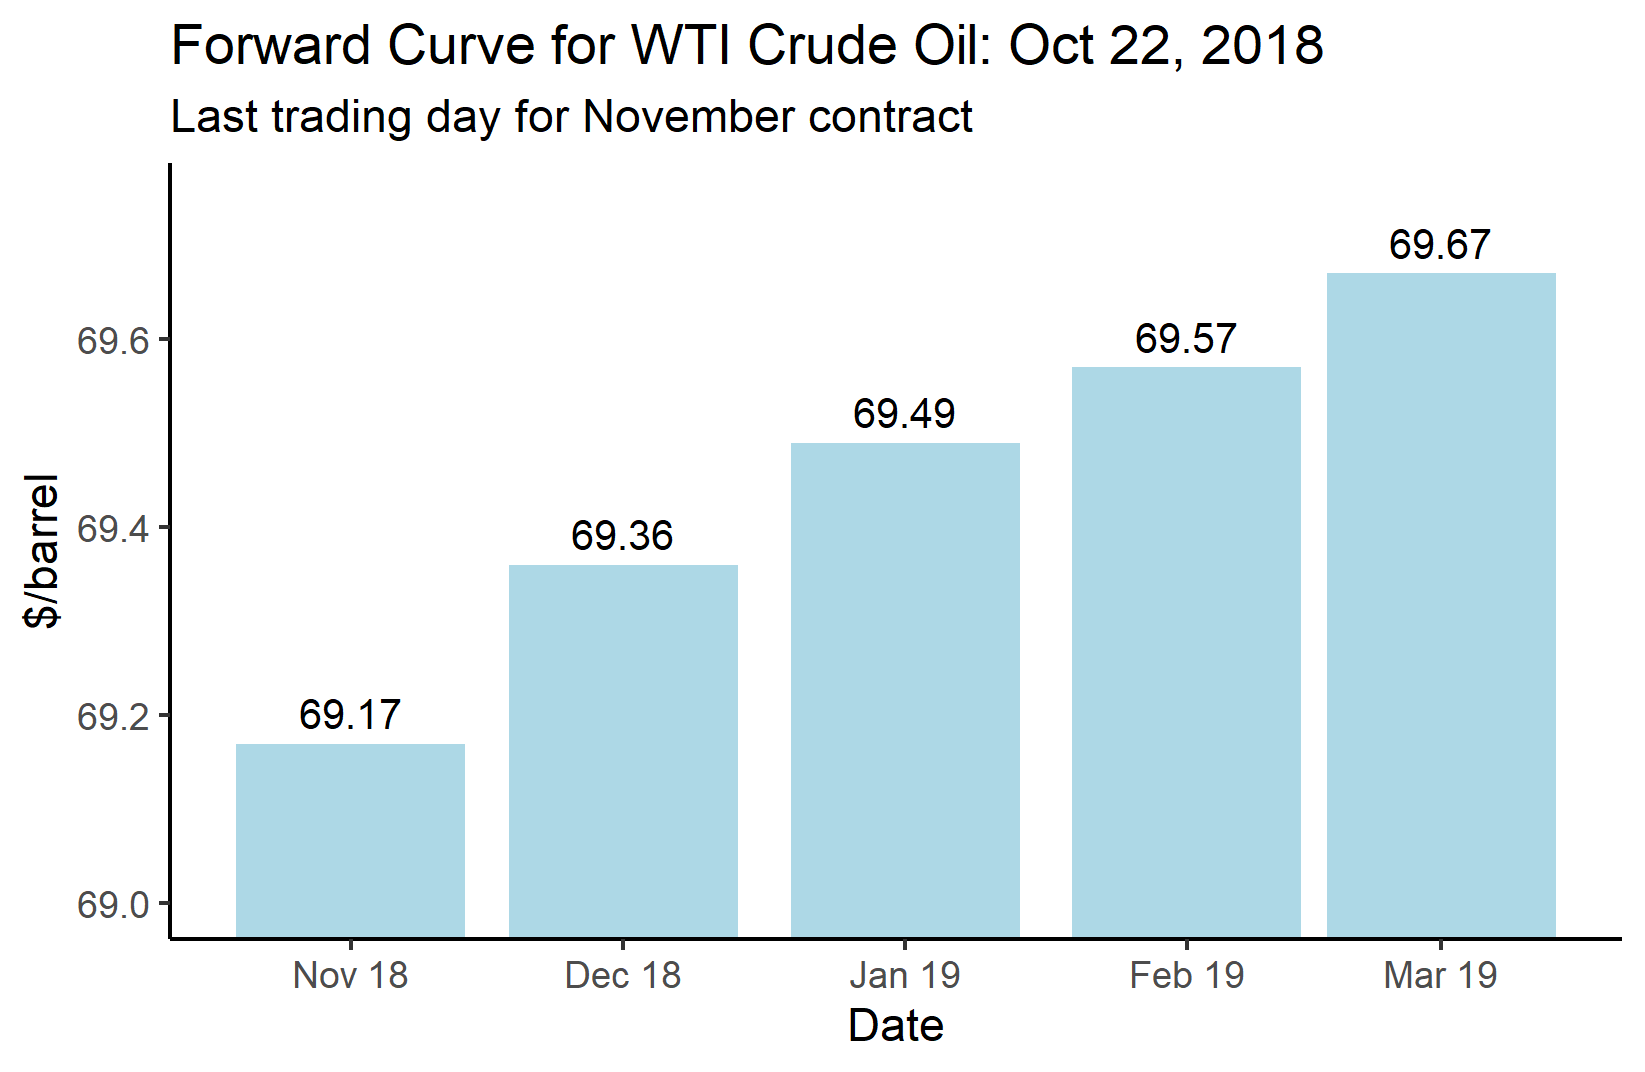 Forward Curve for WTI Crude Oil: Oct 22, 2018
Last trading day for November contract
$/barrel
69.6
69.4
69.2
69.0
69.17
69.36
69.49
69.57
69.67
Nov 18
Dec 18
Jan 19
Feb 19
Mar 19
Date